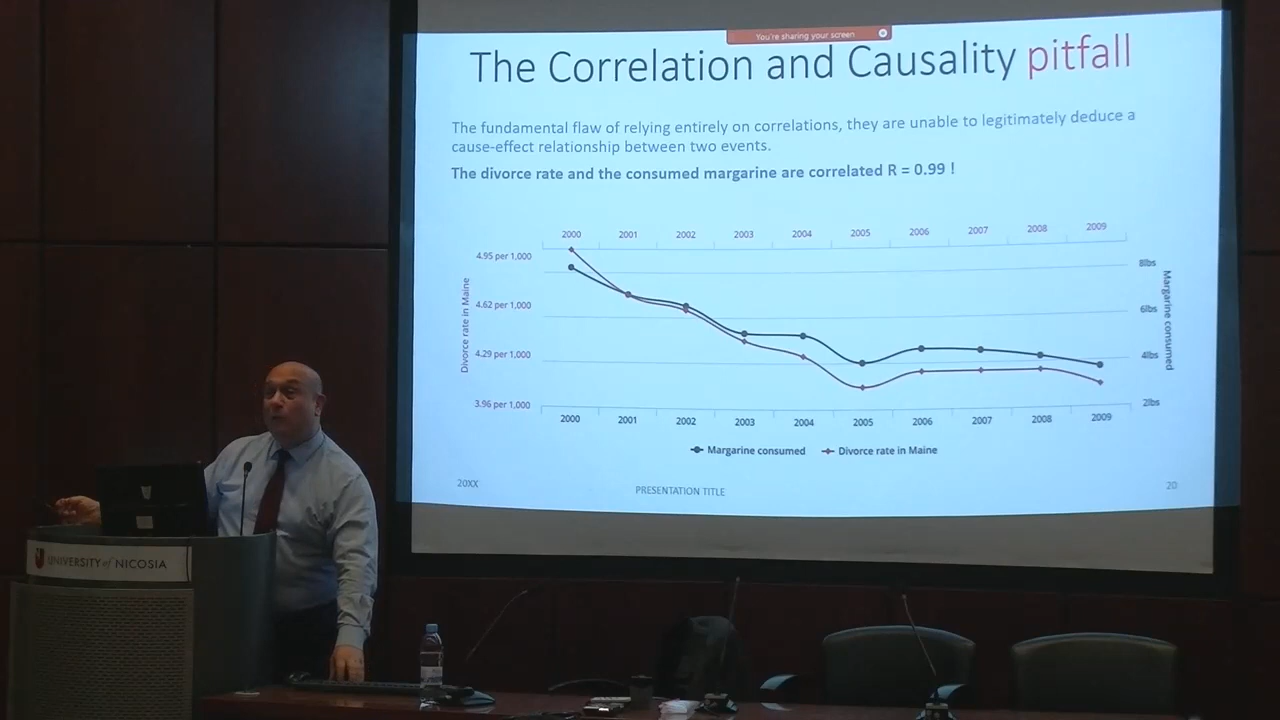 You're sharing your screen
The Correlation and Causality pitfall
The fundamental flaw of relying entirely on correlations, they are unable to legitimately deduce a
cause-effect relationship between two events.
The divorce rate and the consumed margarine are correlated R = 0.99 !
2000 2001 2002 2003 2004 2005 2006 2007 2008 2009
4.95 per 1,000
4.62 per 1,000
4.29 per 1,000
3.96 per 1,000
Divorce rate in Maine
8lbs
6lbs
4lbs
2lbs
Margarine consumed
2000 2001 2002 2003 2004 2005 2006 2007 2008 2009
Margarine consumed Divorce rate in Maine
20XX PRESENTATION TITLE 20
UNIVERSITY of NICOSIA